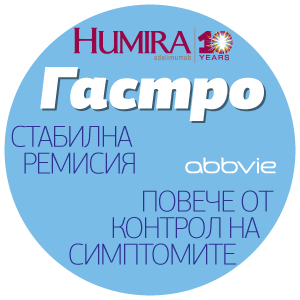 HUMIRA 10
adalimumab YEARS
Гастро
СТАБИЛНА
РЕМИСИЯ
abbvie
ПОВЕЧЕ ОТ
КОНТРОЛ НА
СИМПТОМИТЕ